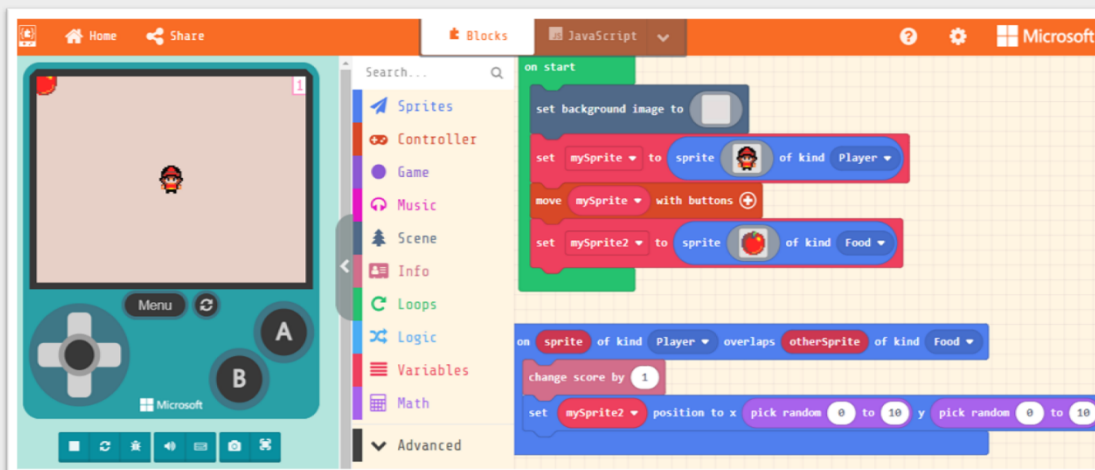 Home Share Blocks JavaScript Microsoft
1
Menu
A
B
Microsoft
Search...
Sprites
Controller
Game
Music
Scene
Info
Loops
Logic
Variables
Math
Advanced
on start
set background image to
set mySprite to sprite of kind Player
move mySprite with buttons
set mySprite2 to sprite of kind Food
on sprite of kind Player overlaps otherSprite of kind Food
change score by 1
set mySprite2 position to x pick random 0 to 10 y pick random 0 to 10